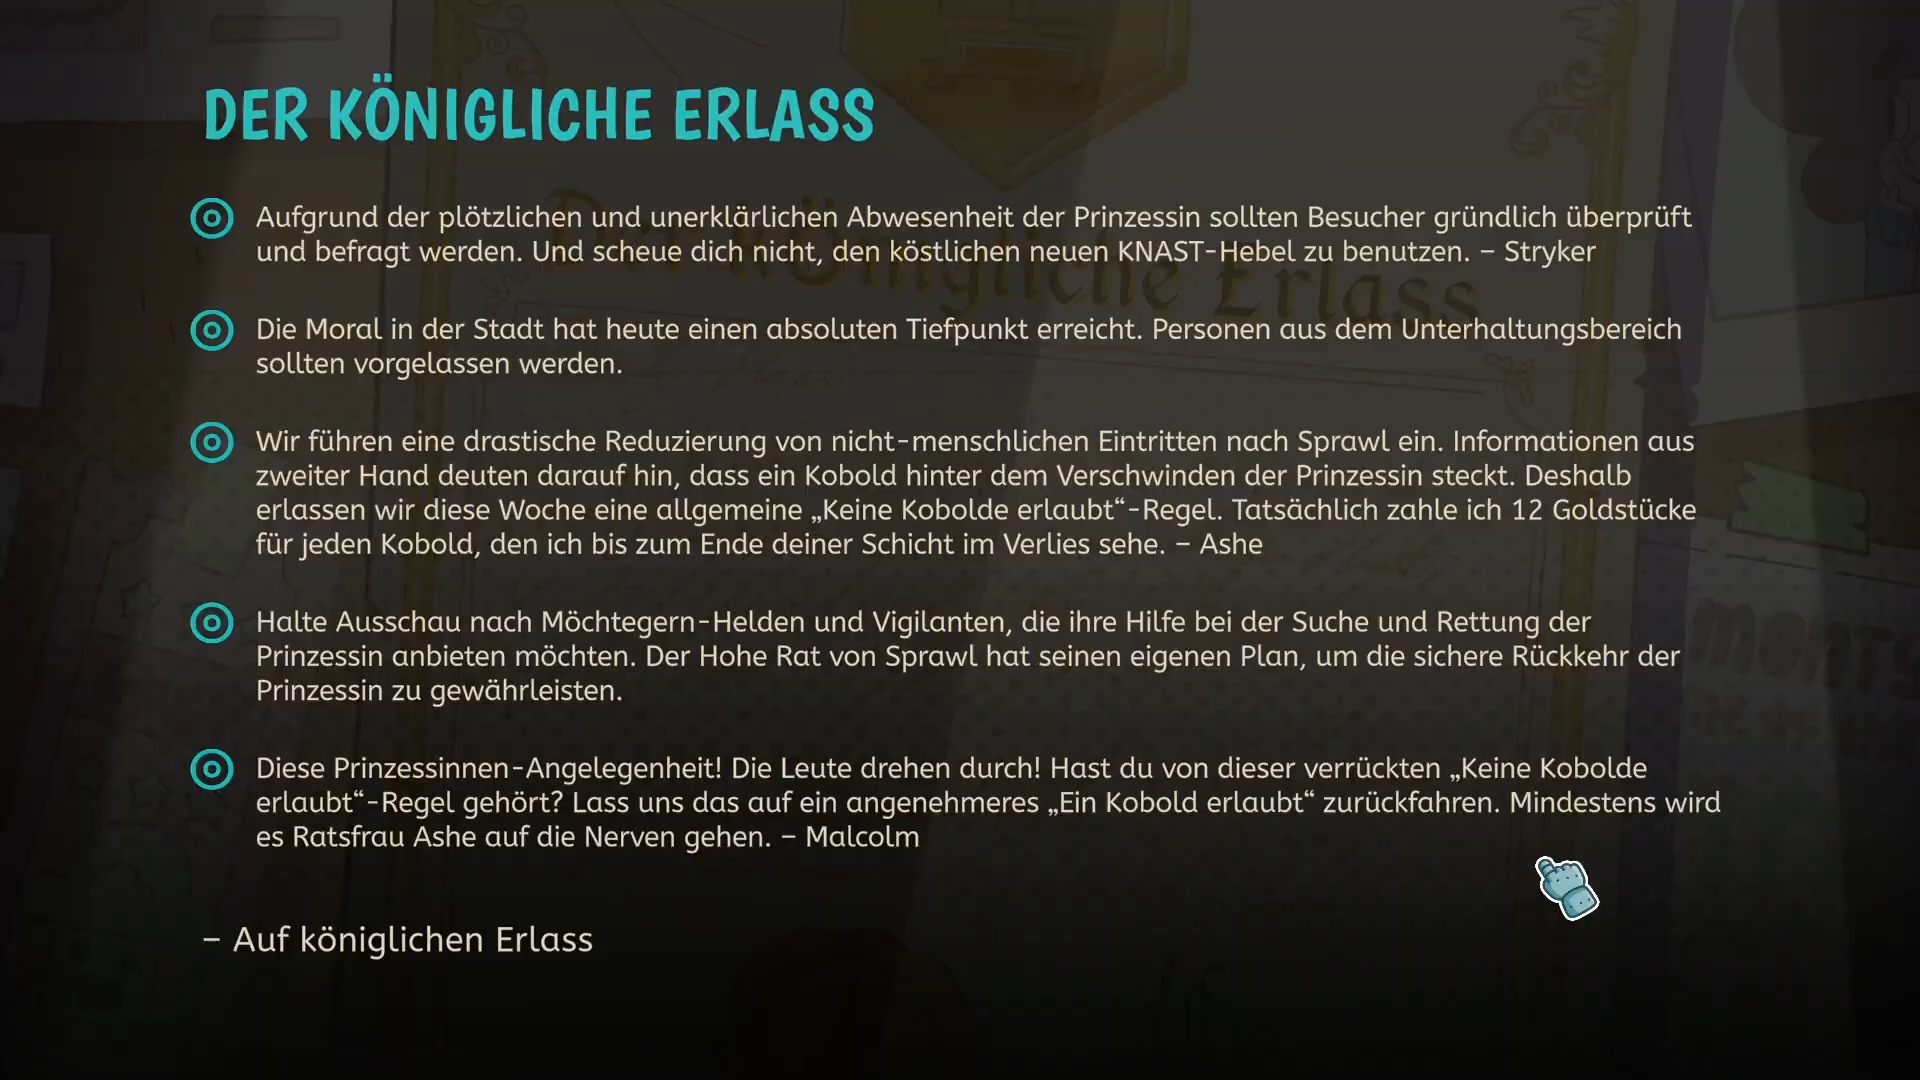 DER KÖNIGLICHE ERLASS
Aufgrund der plötzlichen und unerklärlichen Abwesenheit der Prinzessin sollten Besucher gründlich überprüft
und befragt werden. Und scheue dich nicht, den köstlichen neuen KNAST-Hebel zu benutzen. – Stryker
Die Moral in der Stadt hat heute einen absoluten Tiefpunkt erreicht. Personen aus dem Unterhaltungsbereich
sollten vorgelassen werden.
Wir führen eine drastische Reduzierung von nicht-menschlichen Eintritten nach Sprawl ein. Informationen aus
zweiter Hand deuten darauf hin, dass ein Kobold hinter dem Verschwinden der Prinzessin steckt. Deshalb
erlassen wir diese Woche eine allgemeine „Keine Kobolde erlaubt“-Regel. Tatsächlich zahle ich 12 Goldstücke
für jeden Kobold, den ich bis zum Ende deiner Schicht im Verlies sehe. – Ashe
Halte Ausschau nach Möchtegern-Helden und Vigilanten, die ihre Hilfe bei der Suche und Rettung der
Prinzessin anbieten möchten. Der Hohe Rat von Sprawl hat seinen eigenen Plan, um die sichere Rückkehr der
Prinzessin zu gewährleisten.
Diese Prinzessinnen-Angelegenheit! Die Leute drehen durch! Hast du von dieser verrückten „Keine Kobolde
erlaubt“-Regel gehört? Lass uns das auf ein angenehmeres „Ein Kobold erlaubt“ zurückfahren. Mindestens wird
es Ratsfrau Ashe auf die Nerven gehen. – Malcolm
– Auf königlichen Erlass
Der Königliche Erlass